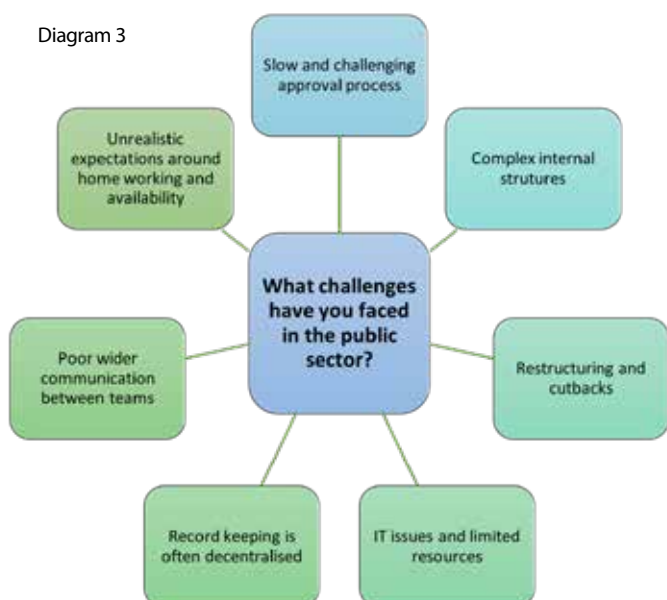 Diagram 3
Slow and challenging
approval process
Complex internal
strutures
Restructuring and
cutbacks
IT issues and limited
resources
Record keeping is
often decentralised
Poor wider
communication
between teams
Unrealistic
expectations around
home working and
availability
What challenges
have you faced
in the public
sector?